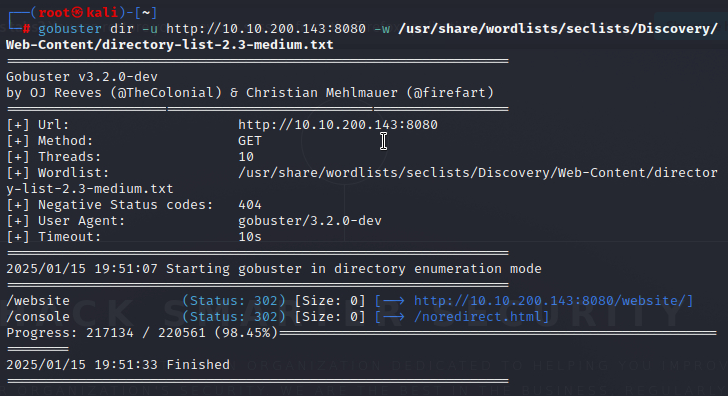 ┌──(root㉿kali)-[~]
└─# gobuster dir -u http://10.10.200.143:8080 -w /usr/share/wordlists/seclists/Discovery/
Web-Content/directory-list-2.3-medium.txt
===============================================================
Gobuster v3.2.0-dev
by OJ Reeves (@TheColonial) & Christian Mehlmauer (@firefart)
===============================================================
[+] Url: http://10.10.200.143:8080
[+] Method: GET
[+] Threads: 10
[+] Wordlist: /usr/share/wordlists/seclists/Discovery/Web-Content/director
y-list-2.3-medium.txt
[+] Negative Status codes: 404
[+] User Agent: gobuster/3.2.0-dev
[+] Timeout: 10s
===============================================================
2025/01/15 19:51:07 Starting gobuster in directory enumeration mode
===============================================================
/website (Status: 302) [Size: 0] [--> http://10.10.200.143:8080/website/]
/console (Status: 302) [Size: 0] [--> /noredirect.html]
Progress: 217134 / 220561 (98.45%)=======================================================
========
2025/01/15 19:51:33 Finished
===============================================================